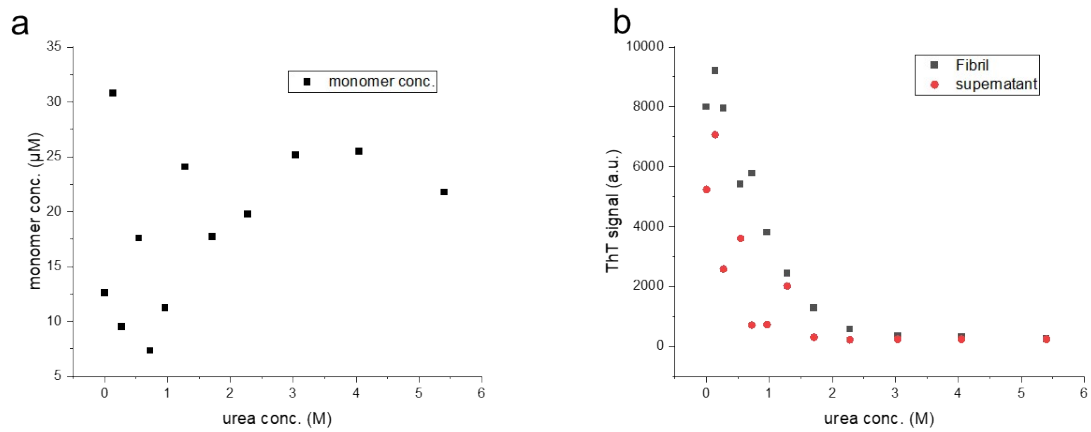 a
35
30
25
20
15
10
5
monomer conc. (µM)
monomer conc.
0 1 2 3 4 5 6
urea conc. (M)
b
10000
8000
6000
4000
2000
0
ThT signal (a.u.)
Fibril
supernatant
0 1 2 3 4 5 6
urea conc. (M)